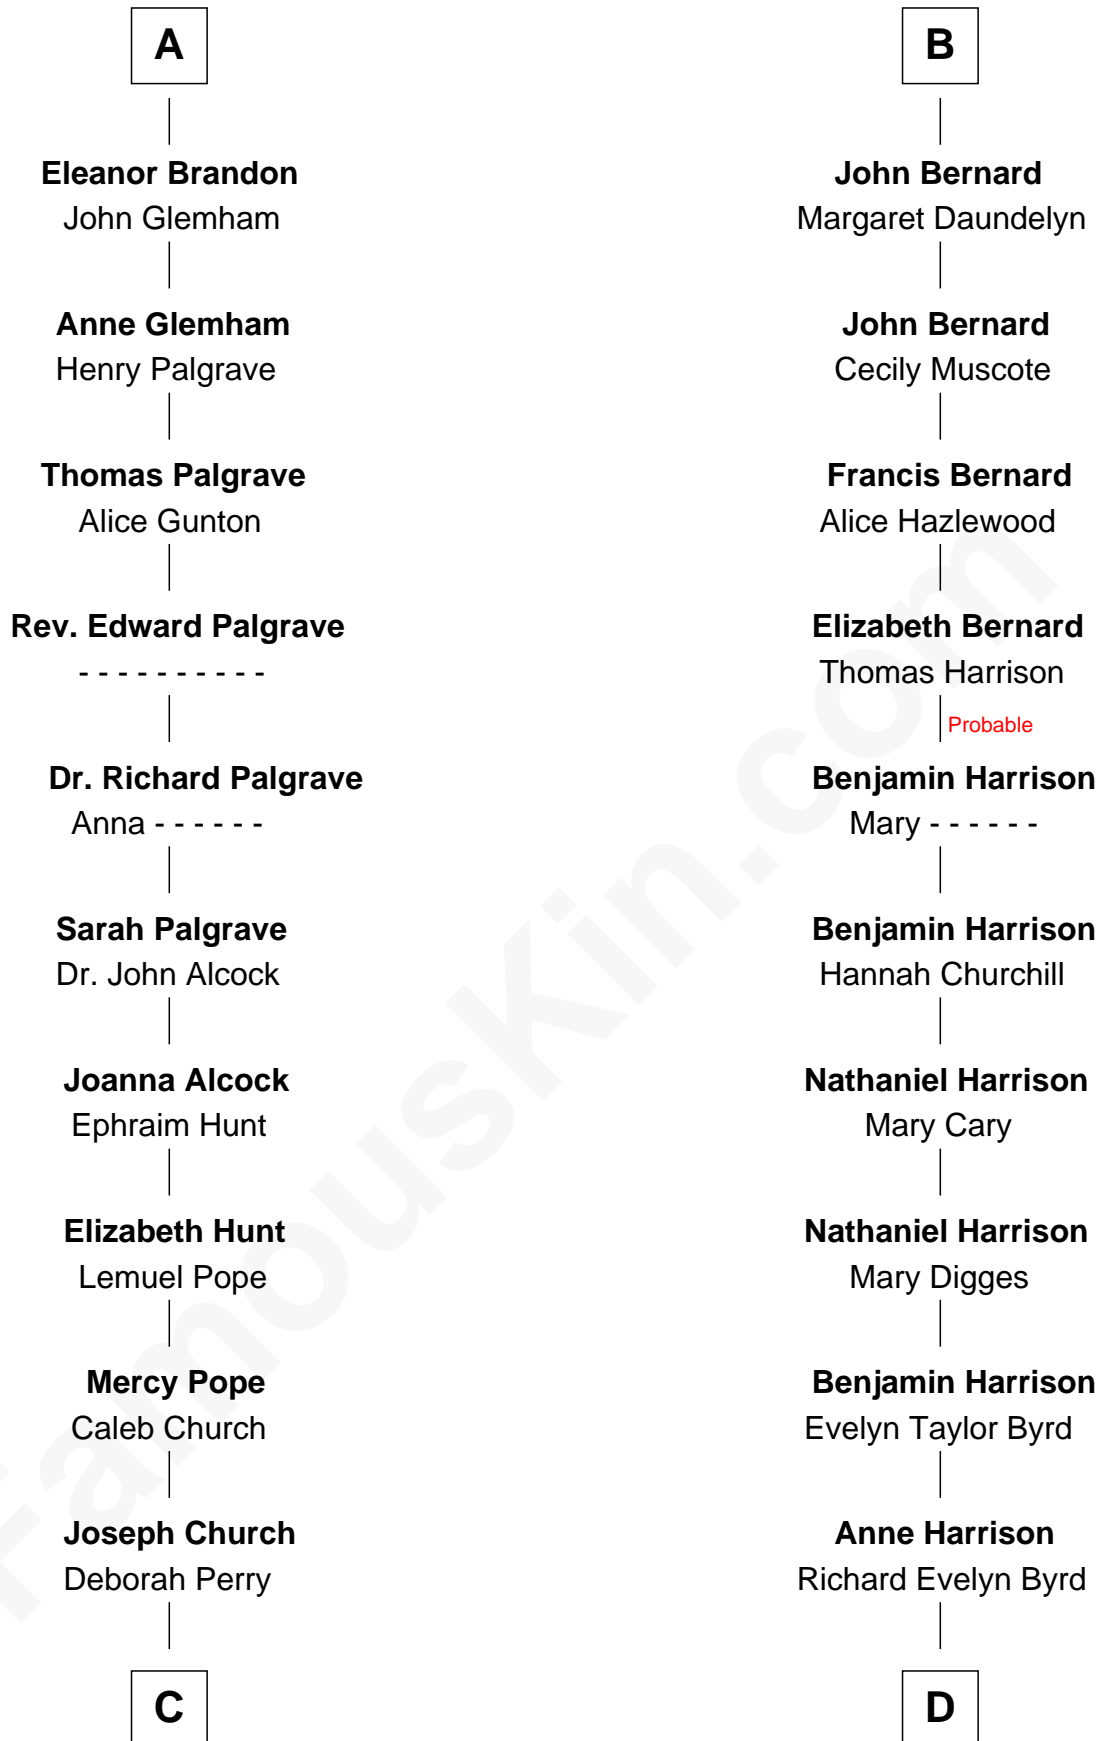 A
Eleanor Brandon
John Glemham
Anne Glemham
Henry Palgrave
Thomas Palgrave
Alice Gunton
Rev. Edward Palgrave
- - - - - - - - - -
Dr. Richard Palgrave
Anna - - - - - -
Sarah Palgrave
Dr. John Alcock
Joanna Alcock
Ephraim Hunt
Elizabeth Hunt
Lemuel Pope
Mercy Pope
Caleb Church
Joseph Church
Deborah Perry
C
B
John Bernard
Margaret Daundelyn
John Bernard
Cecily Muscote
Francis Bernard
Alice Hazlewood
Elizabeth Bernard
Thomas Harrison
Probable
Benjamin Harrison
Mary - - - - - -
Benjamin Harrison
Hannah Churchill
Nathaniel Harrison
Mary Cary
Nathaniel Harrison
Mary Digges
Benjamin Harrison
Evelyn Taylor Byrd
Anne Harrison
Richard Evelyn Byrd
D
FamousKin.com